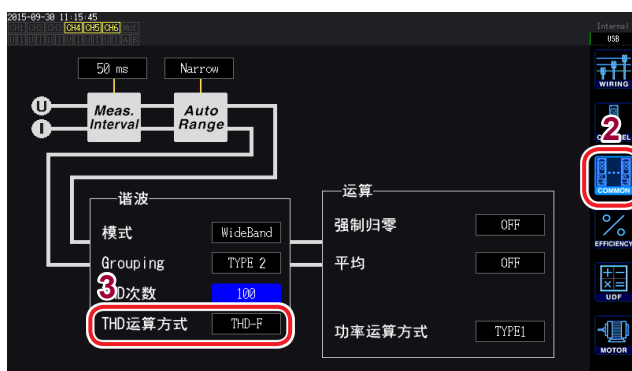 2015-09-30 11:15:45
CH1 CH2 CH3 CH4 CH5 CH6 Mot
U I U I U I U I U I U I A B
Internal
USB
50 ms
Narrow
WIRING
U
I
Meas.
Interval
Auto
Range
2
COMMON
谐波
运算
模式
WideBand
强制归零
OFF
EFFICIENCY
Grouping
TYPE 2
平均
OFF
3
次数
100
UDF
THD运算方式
THD-F
功率运算方式
TYPE1
MOTOR